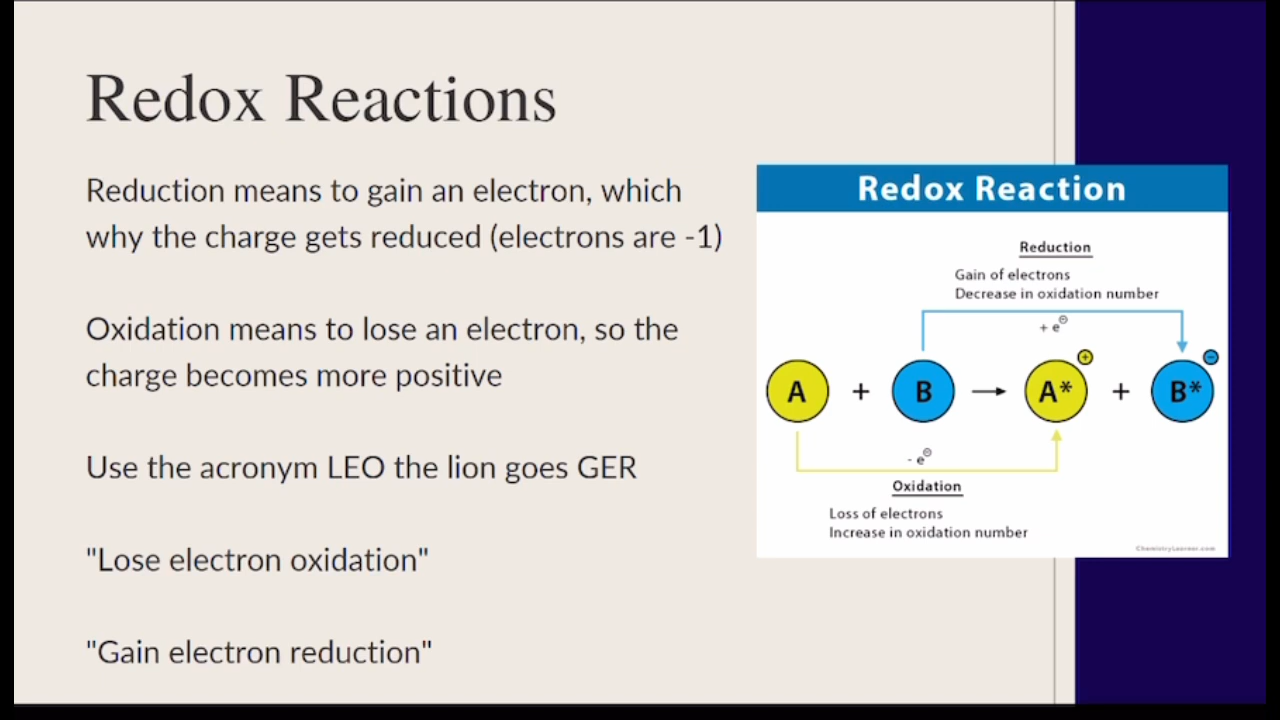 Redox Reactions
Reduction means to gain an electron, which
why the charge gets reduced (electrons are -1)
Oxidation means to lose an electron, so the
charge becomes more positive
Use the acronym LEO the lion goes GER
"Lose electron oxidation"
"Gain electron reduction"
Redox Reaction
Reduction
Gain of electrons
Decrease in oxidation number
+ e⊖
A + B → A*⊕ + B*⊖
- e⊖
Oxidation
Loss of electrons
Increase in oxidation number
ChemistryLearner.com